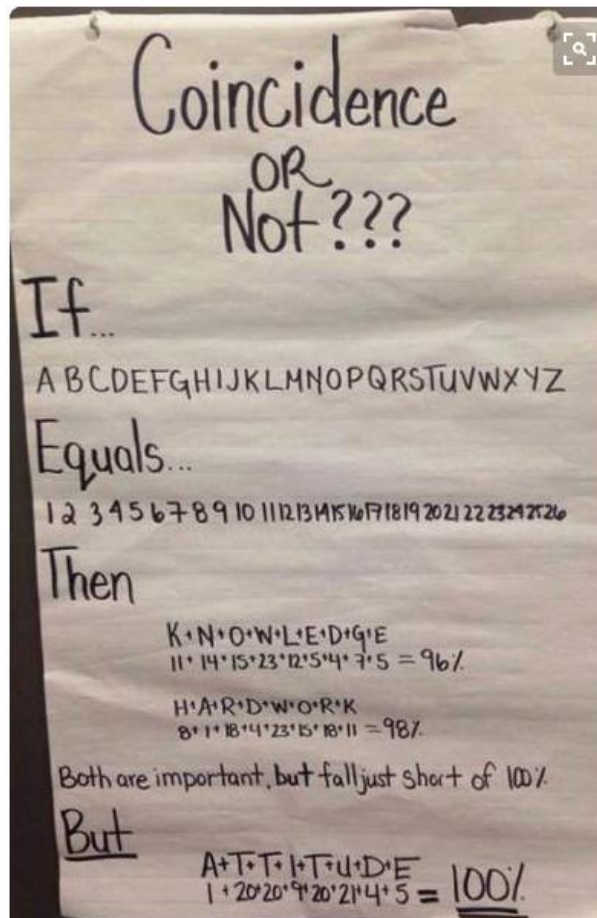 Coincidence
OR
Not???
If...
A B C D E F G H I J K L M N O P Q R S T U V W X Y Z
Equals...
1 2 3 4 5 6 7 8 9 10 11 12 13 14 15 16 17 18 19 20 21 22 23 24 25 26
Then
K+N+O+W+L+E+D+G+E
11+14+15+23+12+5+4+7+5=96%
H+A+R+D+W+O+R+K
8+1+18+4+23+15+18+11=98%
Both are important, but fall just short of 100%
But
A+T+T+I+T+U+D+E
1+20+20+9+20+21+4+5=100%